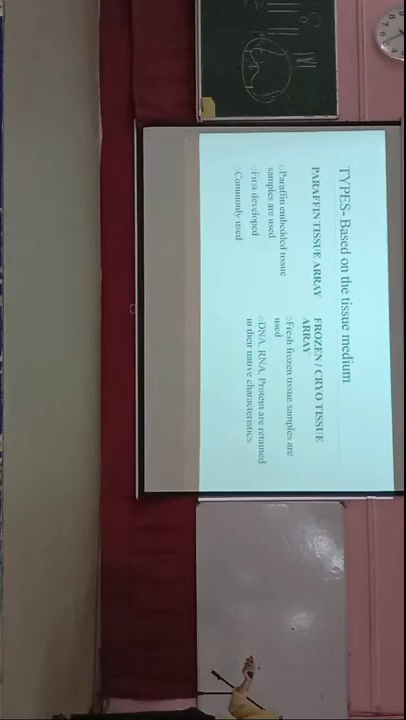 TYPES- Based on the tissue medium
PARAFFIN TISSUE ARRAY
○Paraffin embedded tissue
samples are used
○First developed
○Commonly used
FROZEN / CRYO TISSUE
ARRAY
○Fresh frozen tissue samples are
used
○DNA, RNA, Protein are retained
in their native characteristics